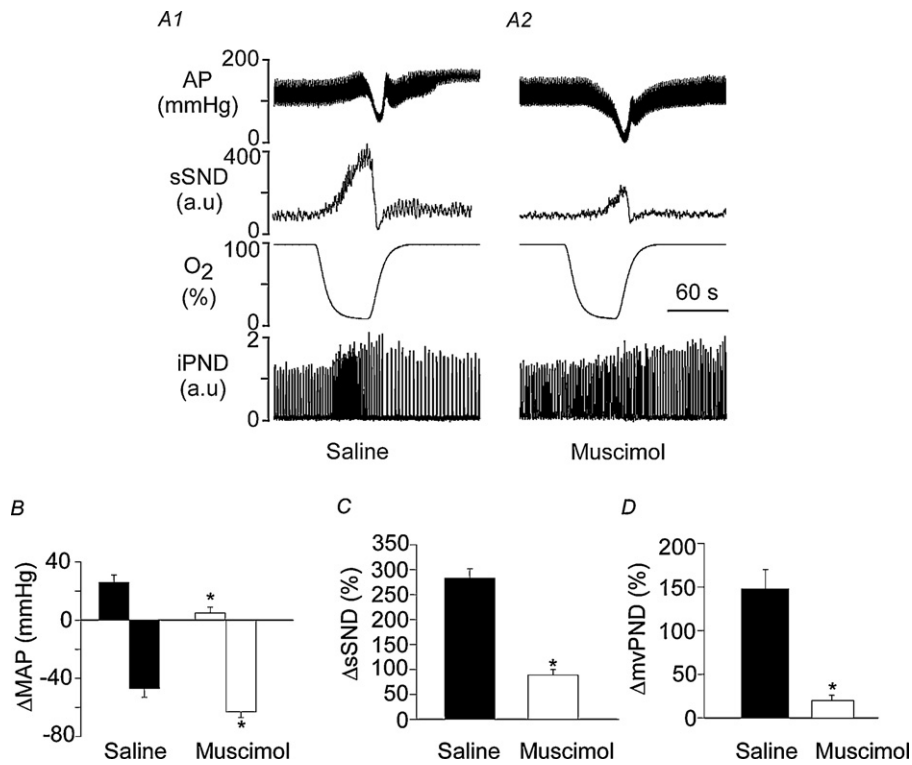 A1
A2
200
AP
(mmHg)
0
400
sSND
(a.u)
0
100
O2
(%)
0
60 s
2
iPND
(a.u)
0
Saline
Muscimol
B
40
0
-40
-80
ΔMAP (mmHg)
*
*
Saline
Muscimol
C
350
300
250
200
150
100
50
0
ΔsSND (%)
*
Saline
Muscimol
D
200
150
100
50
0
ΔmvPND (%)
*
Saline
Muscimol